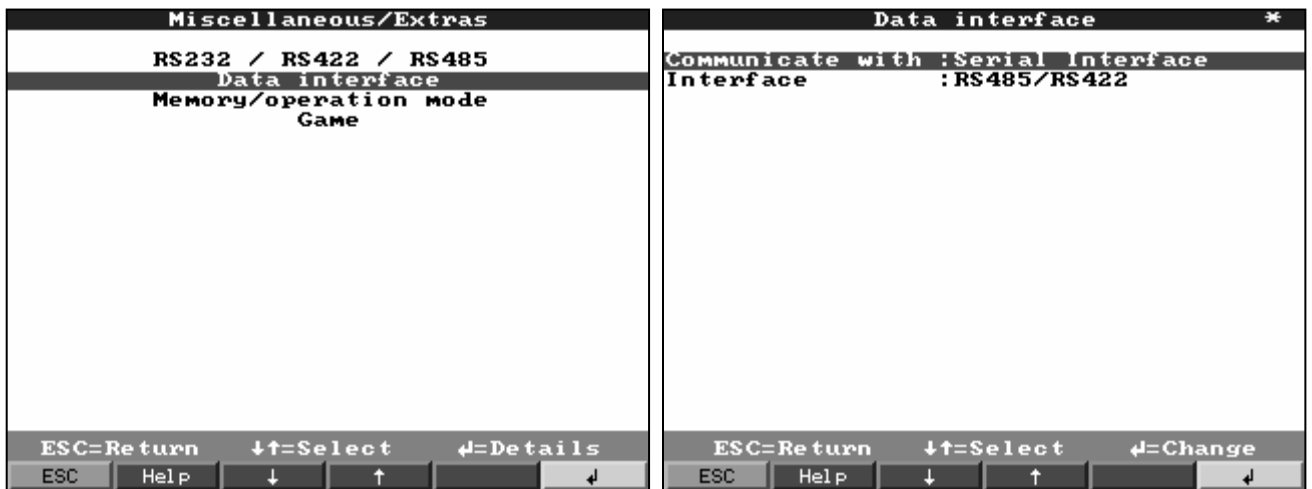 Miscellaneous/Extras
RS232 / RS422 / RS485
Data interface
Memory/operation mode
Game
ESC=Return ↓↑=Select ↲=Details
ESC Help ↓ ↑ ↲
Data interface *
Communicate with :Serial Interface
Interface :RS485/RS422
ESC=Return ↓↑=Select ↲=Change
ESC Help ↓ ↑ ↲